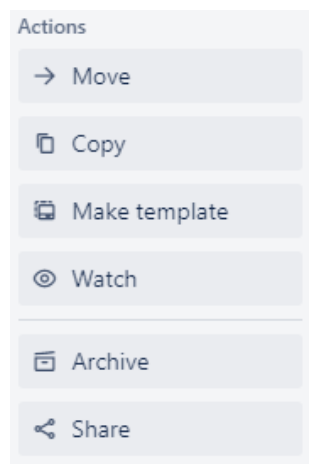 Actions
Move
Copy
Make template
Watch
Archive
Share